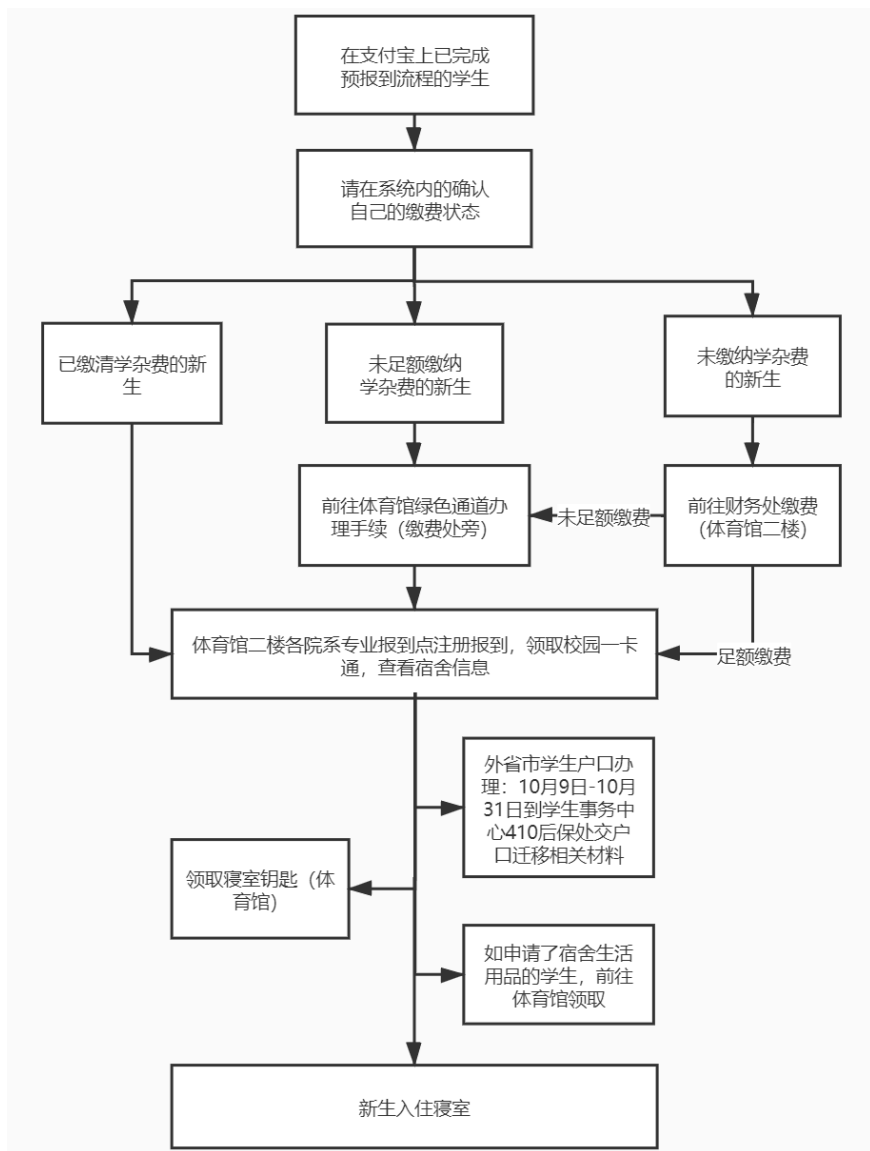 在支付宝上已完成
预报到流程的学生
请在系统内的确认
自己的缴费状态
已缴清学杂费的新
生
未足额缴纳
学杂费的新生
未缴纳学杂费
的新生
前往体育馆绿色通道办
理手续（缴费处旁）
未足额缴费
前往财务处缴费
（体育馆二楼）
体育馆二楼各院系专业报到点注册报到，领取校园一卡
通，查看宿舍信息
足额缴费
外省市学生户口办
理：10月9日-10月
31日到学生事务中
心410后保处交户
口迁移相关材料
领取寝室钥匙（体
育馆）
如申请了宿舍生活
用品的学生，前往
体育馆领取
新生入住寝室